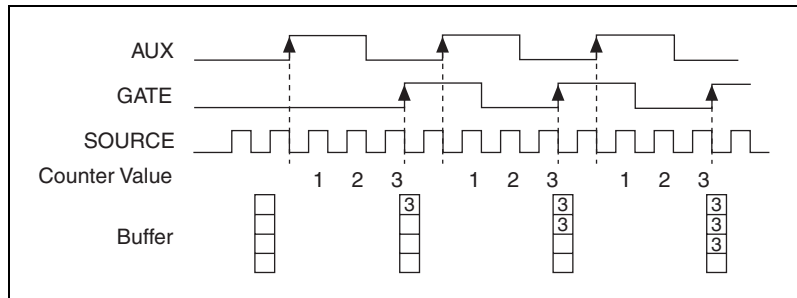 AUX
GATE
SOURCE
Counter Value 1 2 3 1 2 3 1 2 3
Buffer
3 3 3
3 3
3